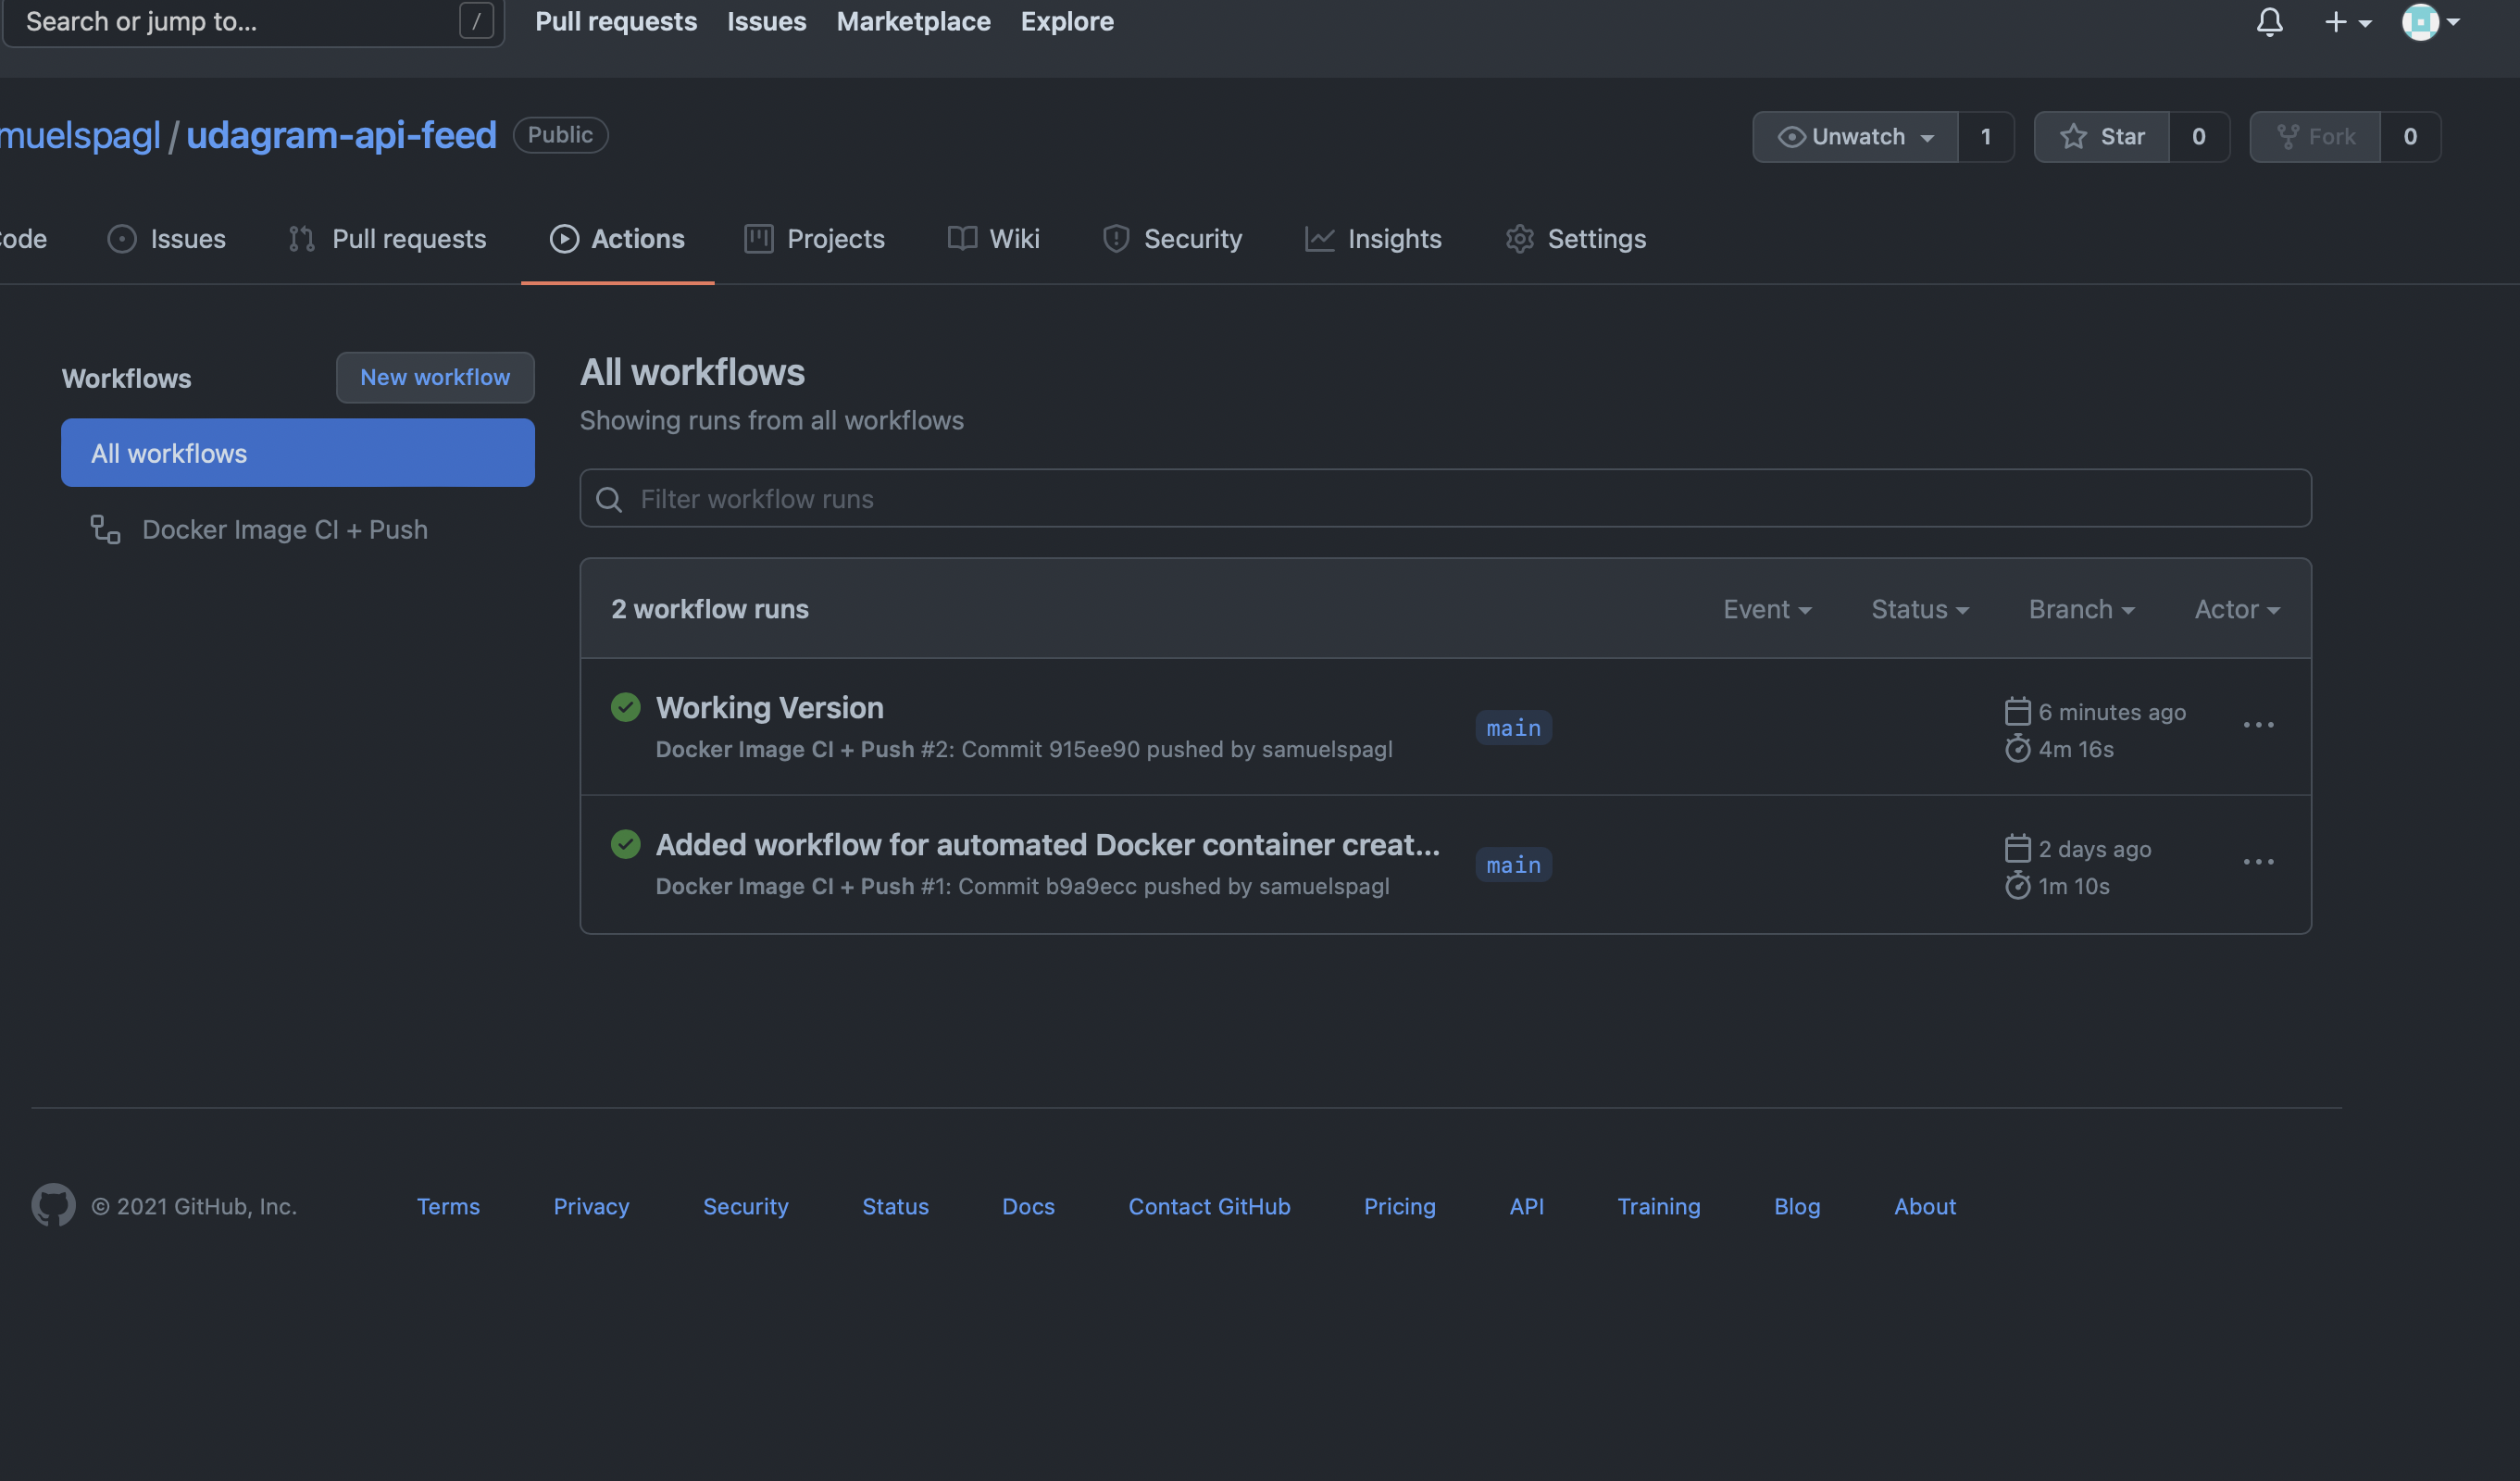 Search or jump to... / Pull requests Issues Marketplace Explore
muelspagl / udagram-api-feed Public Unwatch 1 Star 0 Fork 0
ode Issues Pull requests Actions Projects Wiki Security Insights Settings
Workflows New workflow
All workflows
Docker Image CI + Push
All workflows
Showing runs from all workflows
Filter workflow runs
2 workflow runs Event Status Branch Actor
Working Version
Docker Image CI + Push #2: Commit 915ee90 pushed by samuelspagl
main
6 minutes ago
4m 16s
Added workflow for automated Docker container creat...
Docker Image CI + Push #1: Commit b9a9ecc pushed by samuelspagl
main
2 days ago
1m 10s
© 2021 GitHub, Inc. Terms Privacy Security Status Docs Contact GitHub Pricing API Training Blog About